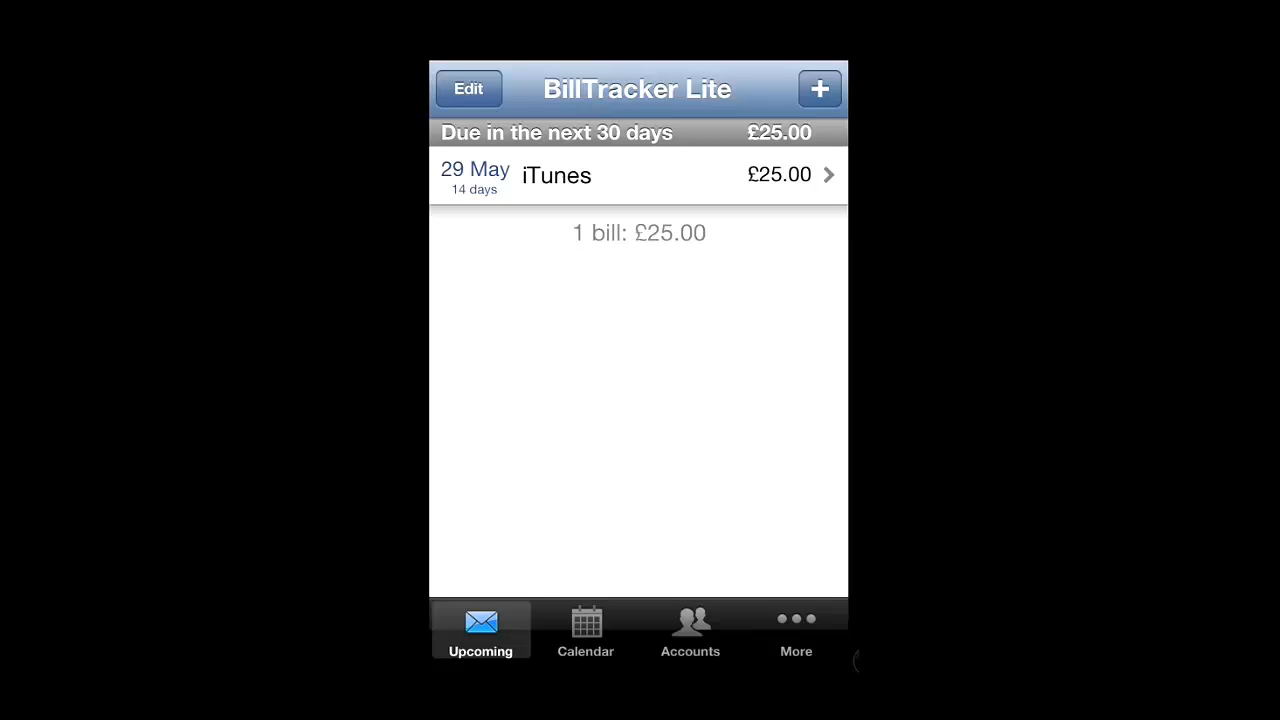 Edit BillTracker Lite +
Due in the next 30 days £25.00
29 May iTunes £25.00
14 days
1 bill: £25.00
Upcoming Calendar Accounts More